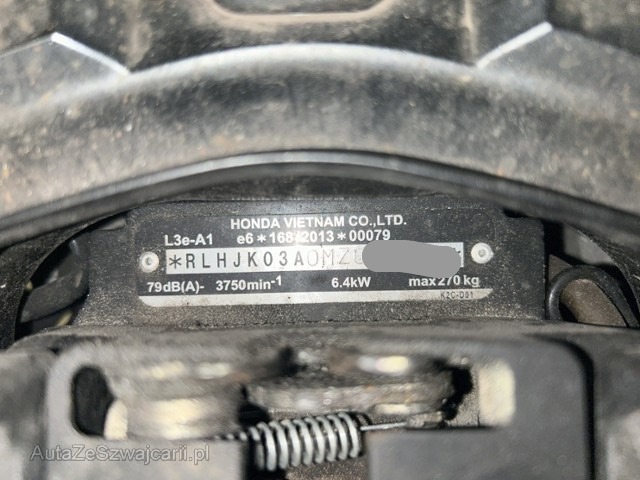 HONDA VIETNAM CO.,LTD.
L3e-A1 e6*168/2013*00079
*RLHJK03A0MZ
79dB(A)- 3750min-1 6.4kW max270kg
K2C-D91
AutaZeSzwajcarii.pl